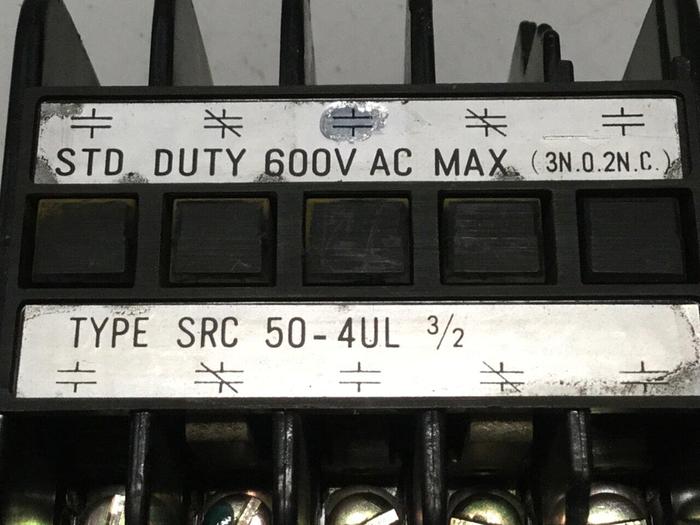 STD DUTY 600V AC MAX (3N.O.2N.C.)
TYPE SRC 50-4UL 3/2